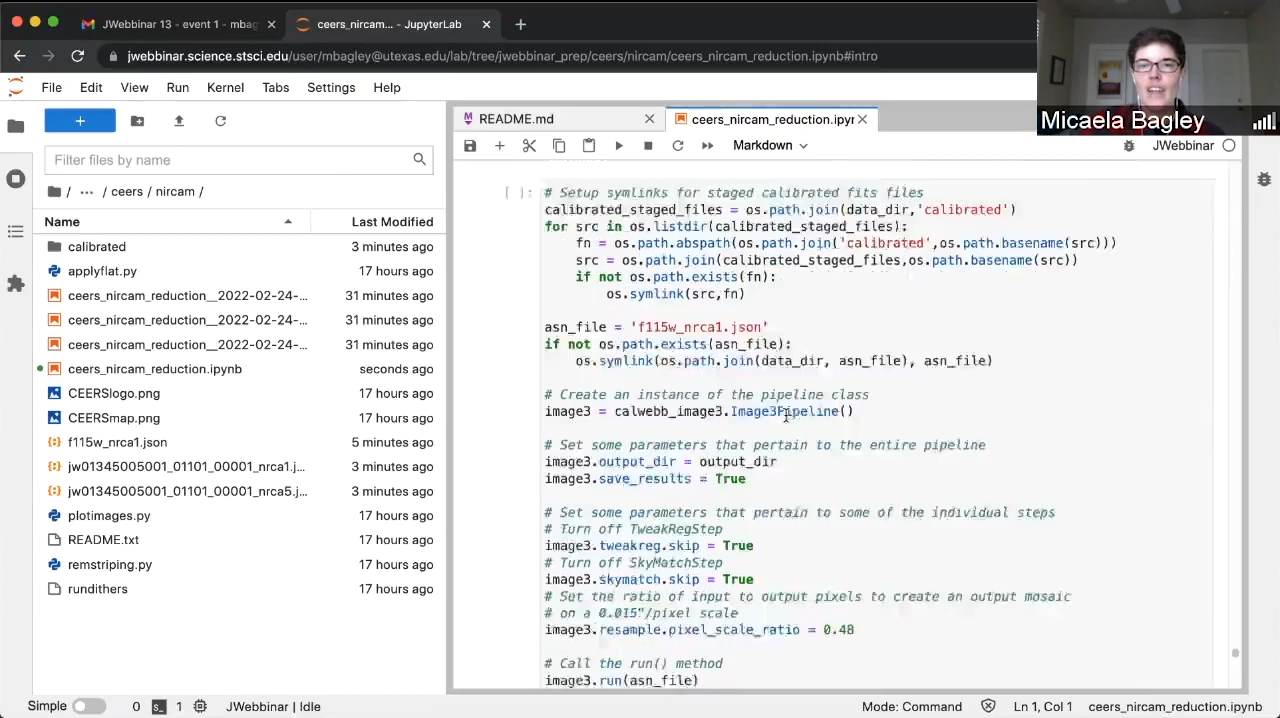 JWebbinar 13 - event 1 - mbag
ceers_nircam... - JupyterLab
jwebbinar.science.stsci.edu/user/mbagley@utexas.edu/lab/tree/jwebbinar_prep/ceers/nircam/ceers_nircam_reduction.ipynb#intro
File Edit View Run Kernel Tabs Settings Help
Micaela Bagley
README.md
ceers_nircam_reduction.ipyr
Markdown
JWebbinar
Filter files by name
/ ... / ceers / nircam /
Name Last Modified
calibrated 3 minutes ago
applyflat.py 17 hours ago
ceers_nircam_reduction__2022-02-24-... 31 minutes ago
ceers_nircam_reduction__2022-02-24-... 31 minutes ago
ceers_nircam_reduction__2022-02-24-... 31 minutes ago
ceers_nircam_reduction.ipynb seconds ago
CEERSlogo.png 17 hours ago
CEERSmap.png 17 hours ago
f115w_nrca1.json 5 minutes ago
jw01345005001_01101_00001_nrca1.j... 3 minutes ago
jw01345005001_01101_00001_nrca5.j... 3 minutes ago
plotimages.py 17 hours ago
README.txt 17 hours ago
remstriping.py 17 hours ago
rundithers 17 hours ago
[ ]:
# Setup symlinks for staged calibrated fits files
calibrated_staged_files = os.path.join(data_dir,'calibrated')
for src in os.listdir(calibrated_staged_files):
fn = os.path.abspath(os.path.join('calibrated',os.path.basename(src)))
src = os.path.join(calibrated_staged_files,os.path.basename(src))
if not os.path.exists(fn):
os.symlink(src,fn)
asn_file = 'f115w_nrca1.json'
if not os.path.exists(asn_file):
os.symlink(os.path.join(data_dir, asn_file), asn_file)
# Create an instance of the pipeline class
image3 = calwebb_image3.Image3Pipeline()
# Set some parameters that pertain to the entire pipeline
image3.output_dir = output_dir
image3.save_results = True
# Set some parameters that pertain to some of the individual steps
# Turn off TweakRegStep
image3.tweakreg.skip = True
# Turn off SkyMatchStep
image3.skymatch.skip = True
# Set the ratio of input to output pixels to create an output mosaic
# on a 0.015"/pixel scale
image3.resample.pixel_scale_ratio = 0.48
# Call the run() method
image3.run(asn_file)
Simple 0 1 JWebbinar | Idle
Mode: Command Ln 1, Col 1 ceers_nircam_reduction.ipynb